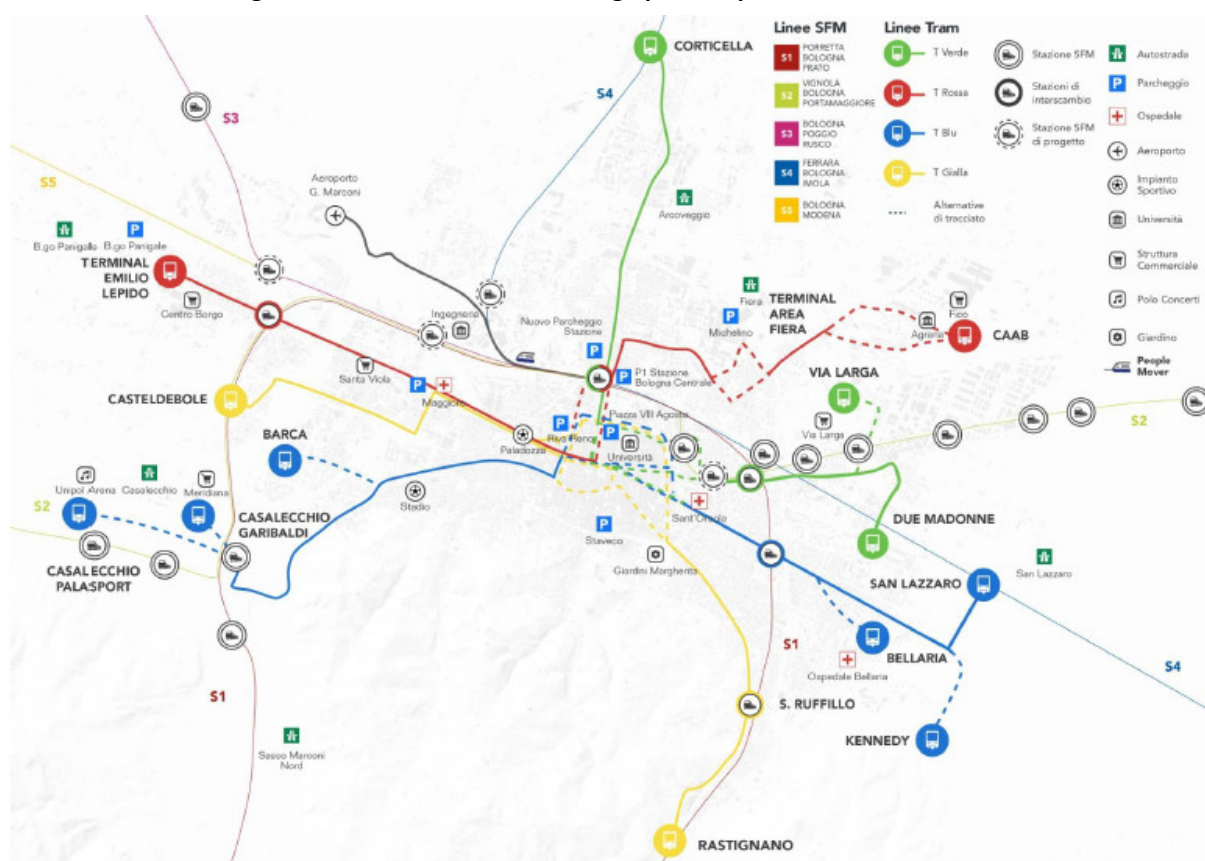 CORTICELLA
Linee SFM
S1 PORRETTA
BOLOGNA
PRATO
S2 VIGNOLA
BOLOGNA
PORTAMAGGIORE
S3 BOLOGNA
POGGIO
RUSCO
S4 FERRARA
BOLOGNA
IMOLA
S5 BOLOGNA
MODENA
Linee Tram
T Verde
T Rossa
T Blu
T Gialla
Alternative
di tracciato
Stazione SFM
Stazioni di
interscambio
Stazione SFM
di progetto
Autostrada
P Parcheggio
Ospedale
Aeroporto
Impianto
Sportivo
Università
Struttura
Commerciale
Polo Concerti
Giardino
People
Mover
S3
S4
S5
Aeroporto
G. Marconi
Arcoveggio
B.go Panigale
P
B.go Panigale
TERMINAL
EMILIO
LEPIDO
Centro Borgo
Ingegneria
Nuovo Parcheggio
Stazione
P
Fiera
P
Michelino
TERMINAL
AREA
FIERA
Fico
Agraria
CAAB
Santa Viola
P
Maggiore
P
P1 Stazione
Bologna Centrale
VIA LARGA
CASTELDEBOLE
Piazza VIII Agosto
P
P
Riva Reno
Università
Via Larga
S2
BARCA
Paladozza
Unipol Arena
Casalecchio
Meridiana
Stadio
Sant'Orsola
S2
CASALECCHIO
GARIBALDI
P
Staveco
DUE MADONNE
CASALECCHIO
PALASPORT
Giardini Margherita
SAN LAZZARO
San Lazzaro
S1
BELLARIA
Ospedale Bellaria
S4
S1
S. RUFFILLO
KENNEDY
Sasso Marconi
Nord
RASTIGNANO